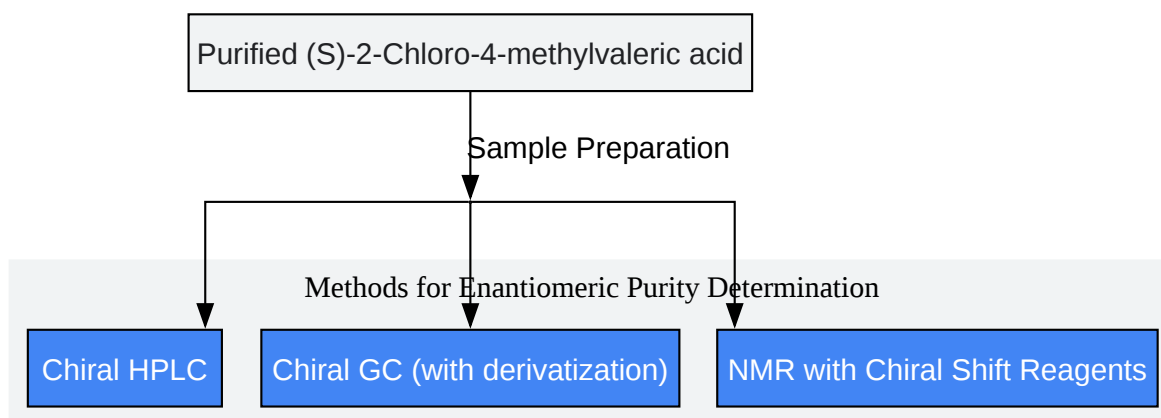 Purified (S)-2-Chloro-4-methylvaleric acid
Sample Preparation
Methods for Enantiomeric Purity Determination
Chiral HPLC
Chiral GC (with derivatization)
NMR with Chiral Shift Reagents